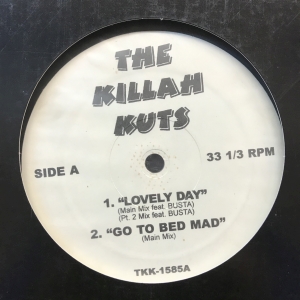 THE
KILLAH
KUTS
SIDE A
33 1/3 RPM
1. “LOVELY DAY”
(Main Mix feat. BUSTA)
(Pt. 2 Mix feat. BUSTA)
2. “GO TO BED MAD”
(Main Mix)
TKK-1585A